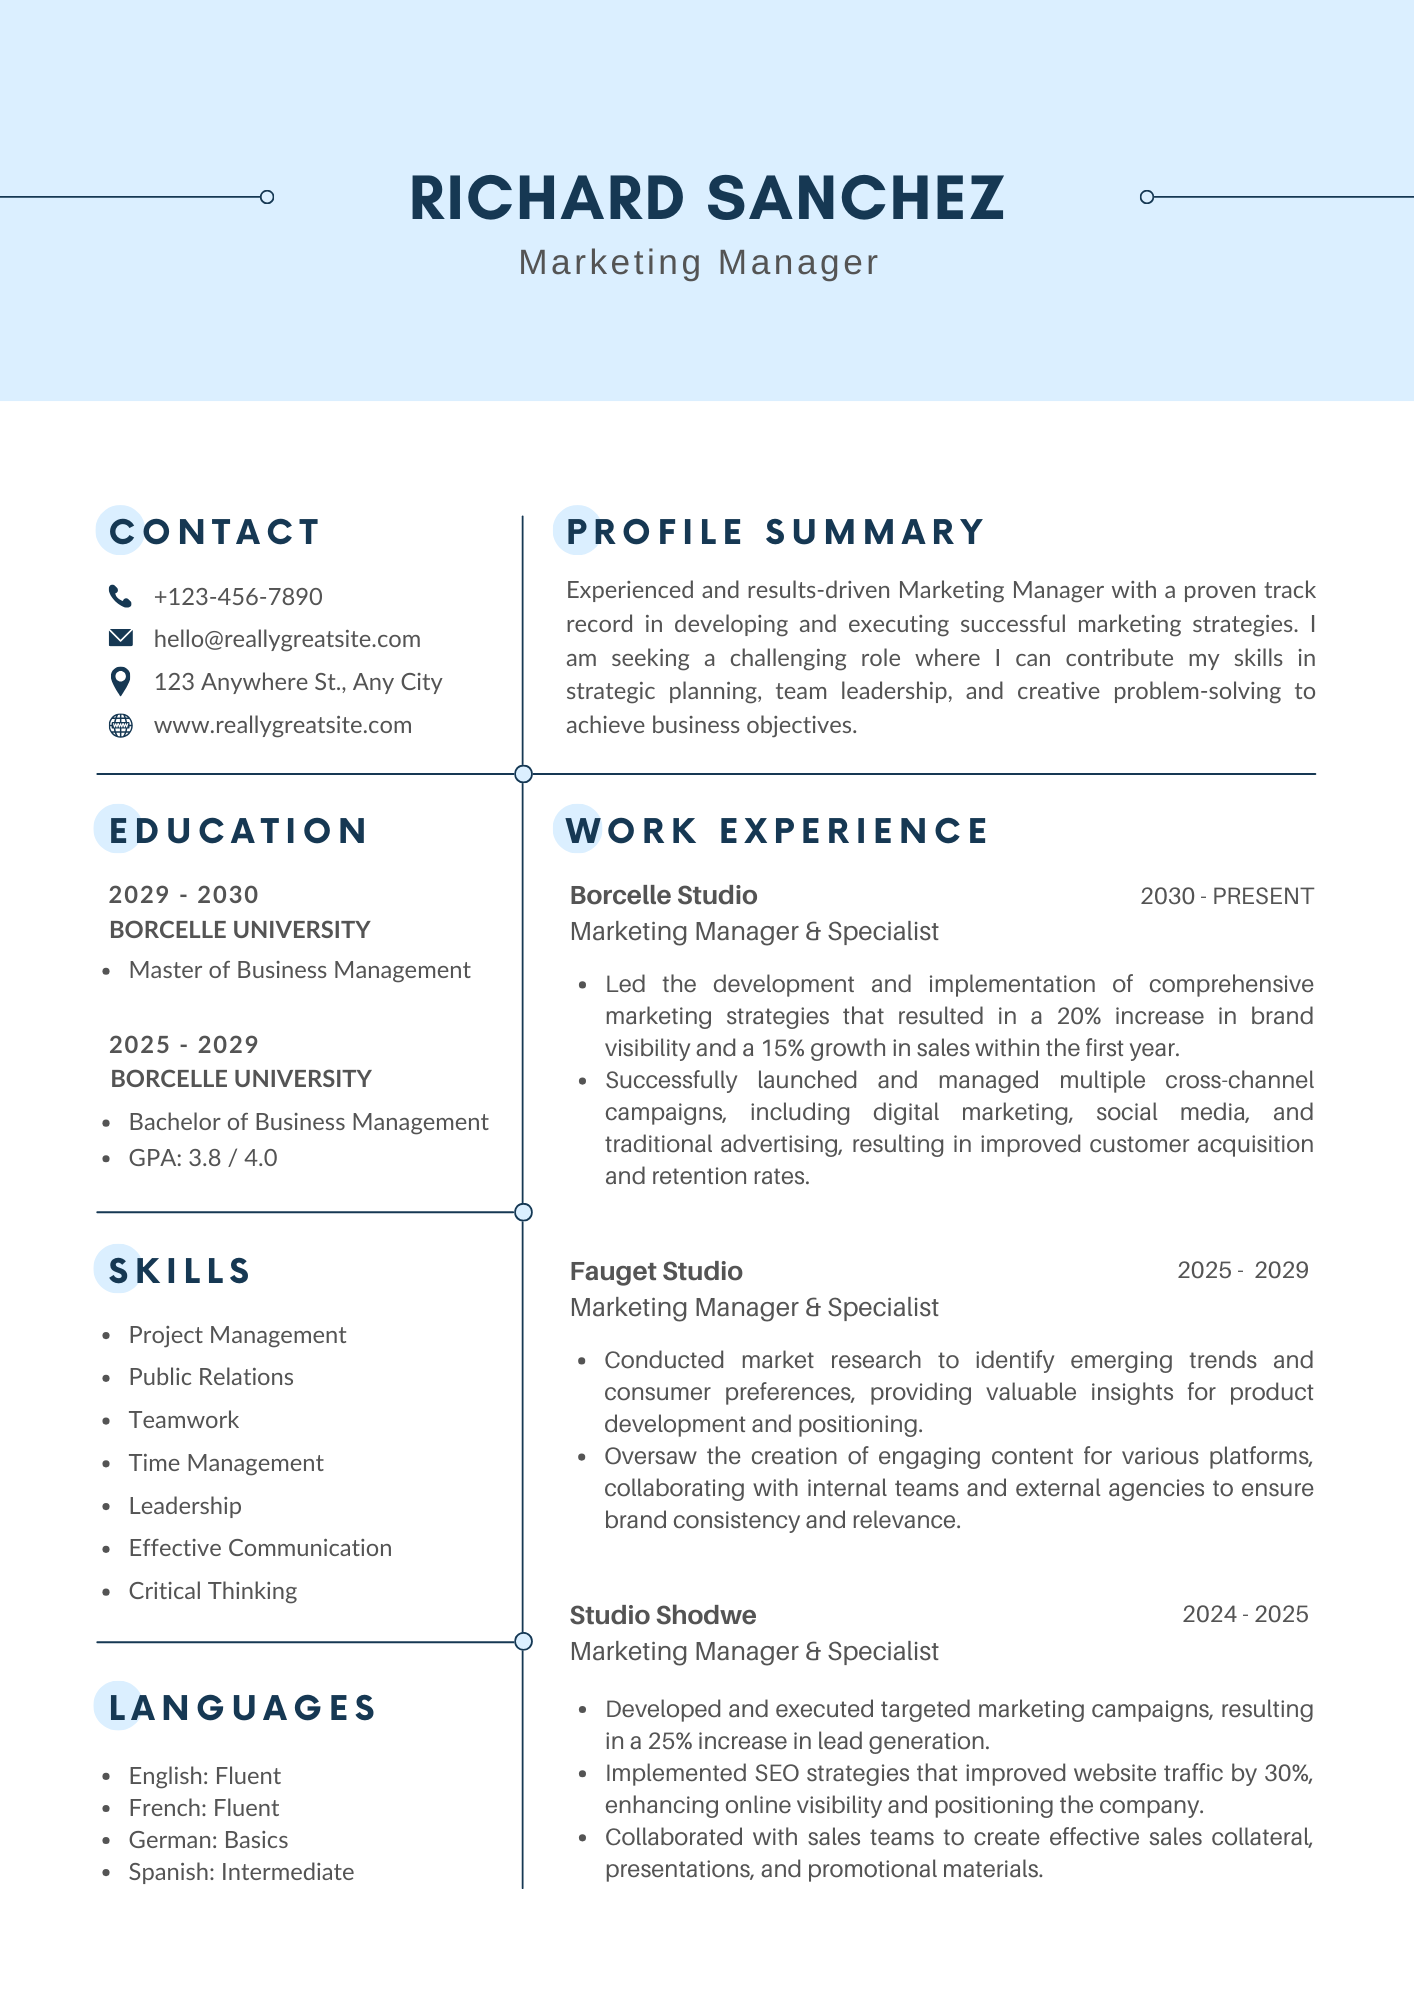 RICHARD SANCHEZ
Marketing Manager
CONTACT
+123-456-7890
hello@reallygreatsite.com
123 Anywhere St., Any City
www.reallygreatsite.com
PROFILE SUMMARY
Experienced and results-driven Marketing Manager with a proven track
record in developing and executing successful marketing strategies. I
am seeking a challenging role where I can contribute my skills in
strategic planning, team leadership, and creative problem-solving to
achieve business objectives.
EDUCATION
2029 - 2030
BORCELLE UNIVERSITY
• Master of Business Management
2025 - 2029
BORCELLE UNIVERSITY
• Bachelor of Business Management
• GPA: 3.8 / 4.0
SKILLS
• Project Management
• Public Relations
• Teamwork
• Time Management
• Leadership
• Effective Communication
• Critical Thinking
LANGUAGES
• English: Fluent
• French: Fluent
• German: Basics
• Spanish: Intermediate
WORK EXPERIENCE
Borcelle Studio 2030 - PRESENT
Marketing Manager & Specialist
• Led the development and implementation of comprehensive
marketing strategies that resulted in a 20% increase in brand
visibility and a 15% growth in sales within the first year.
• Successfully launched and managed multiple cross-channel
campaigns, including digital marketing, social media, and
traditional advertising, resulting in improved customer acquisition
and retention rates.
Fauget Studio 2025 - 2029
Marketing Manager & Specialist
• Conducted market research to identify emerging trends and
consumer preferences, providing valuable insights for product
development and positioning.
• Oversaw the creation of engaging content for various platforms,
collaborating with internal teams and external agencies to ensure
brand consistency and relevance.
Studio Shodwe 2024 - 2025
Marketing Manager & Specialist
• Developed and executed targeted marketing campaigns, resulting
in a 25% increase in lead generation.
• Implemented SEO strategies that improved website traffic by 30%,
enhancing online visibility and positioning the company.
• Collaborated with sales teams to create effective sales collateral,
presentations, and promotional materials.